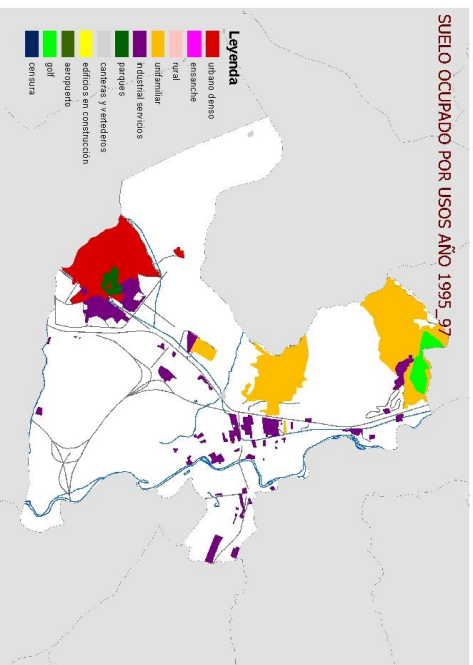 SUELO OCUPADO POR USOS AÑO 1995_97
Leyenda
urbano denso
ensanche
rural
unifamiliar
industrial servicios
parques
canteras y vertederos
edificios en construcción
aeropuerto
golf
censura